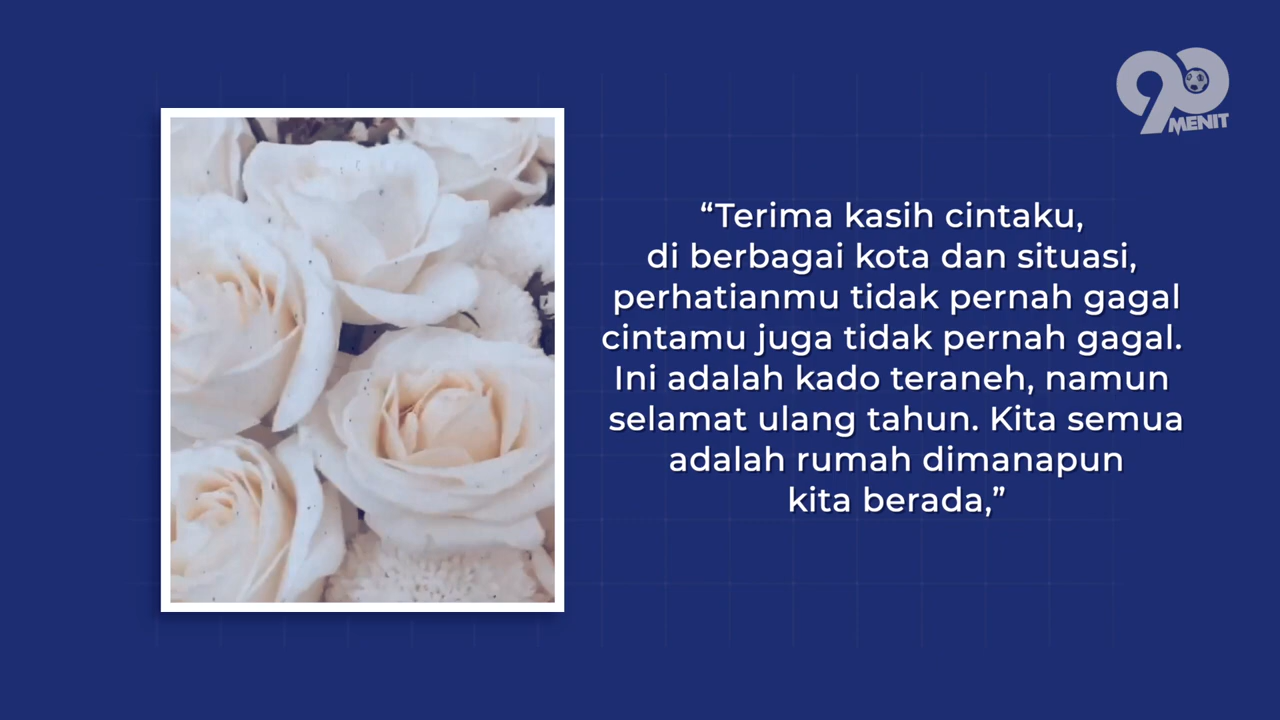 90
MENIT
“Terima kasih cintaku,
di berbagai kota dan situasi,
perhatianmu tidak pernah gagal
cintamu juga tidak pernah gagal.
Ini adalah kado teraneh, namun
selamat ulang tahun. Kita semua
adalah rumah dimanapun
kita berada,”